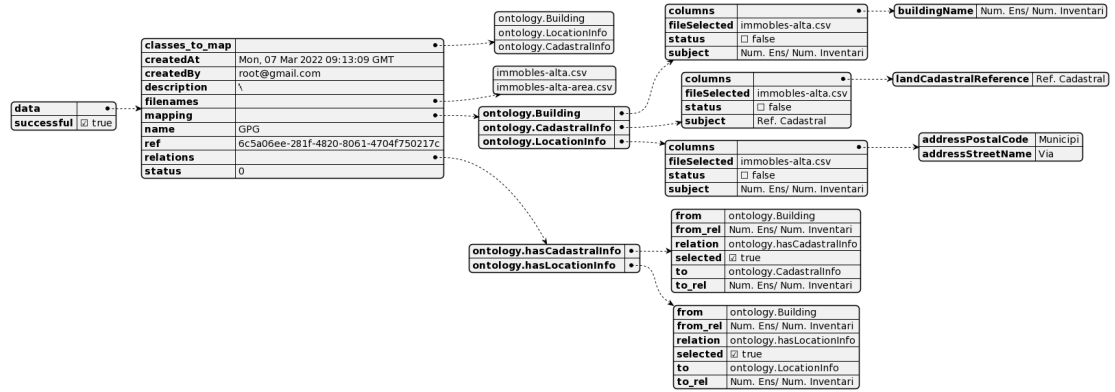 data
successful ☑ true
classes_to_map
createdAt Mon, 07 Mar 2022 09:13:09 GMT
createdBy root@gmail.com
description \
filenames
mapping
name GPG
ref 6c5a06ee-281f-4820-8061-4704f750217c
relations
status 0
ontology.Building
ontology.LocationInfo
ontology.CadastralInfo
immobles-alta.csv
immobles-alta-area.csv
ontology.Building
ontology.CadastralInfo
ontology.LocationInfo
columns
fileSelected immobles-alta.csv
status ☐ false
subject Num. Ens/ Num. Inventari
buildingName Num. Ens/ Num. Inventari
columns
fileSelected immobles-alta.csv
status ☐ false
subject Ref. Cadastral
landCadastralReference Ref. Cadastral
columns
fileSelected immobles-alta.csv
status ☐ false
subject Num. Ens/ Num. Inventari
addressPostalCode Municipi
addressStreetName Via
ontology.hasCadastralInfo
ontology.hasLocationInfo
from ontology.Building
from_rel Num. Ens/ Num. Inventari
relation ontology.hasCadastralInfo
selected ☑ true
to ontology.CadastralInfo
to_rel Num. Ens/ Num. Inventari
from ontology.Building
from_rel Num. Ens/ Num. Inventari
relation ontology.hasLocationInfo
selected ☑ true
to ontology.LocationInfo
to_rel Num. Ens/ Num. Inventari